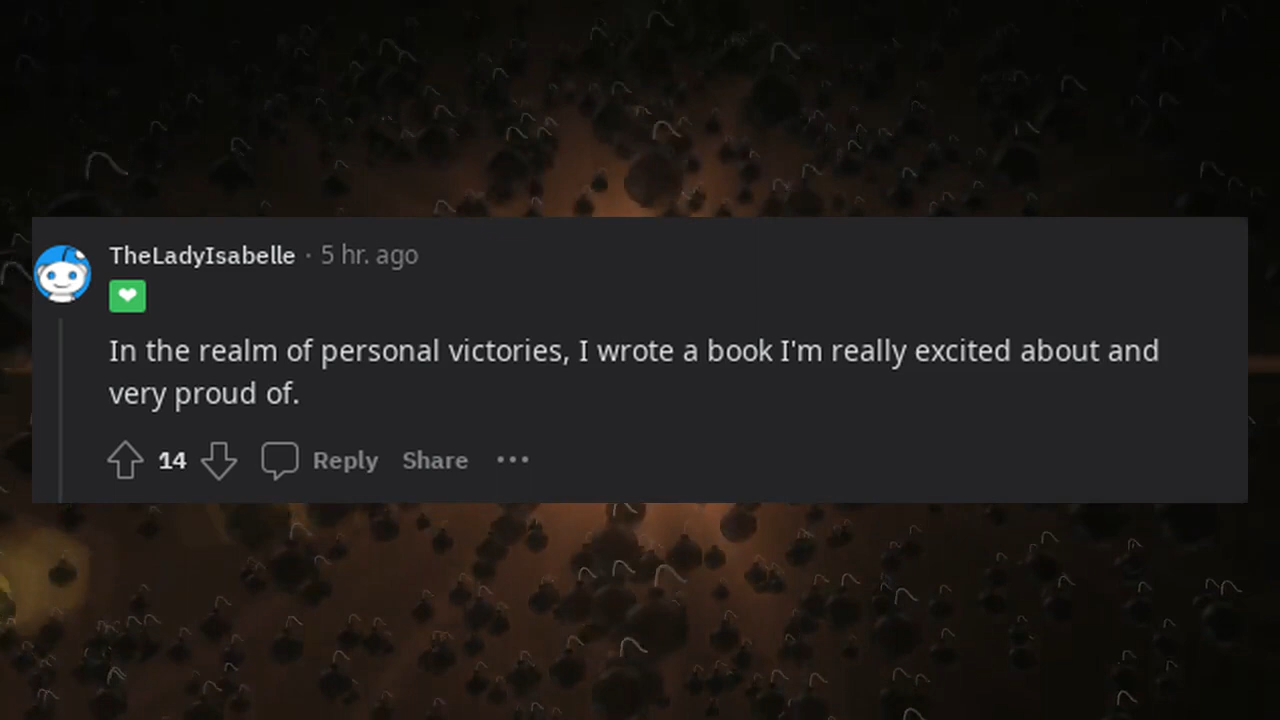 TheLadyIsabelle · 5 hr. ago
In the realm of personal victories, I wrote a book I'm really excited about and
very proud of.
14 Reply Share ···